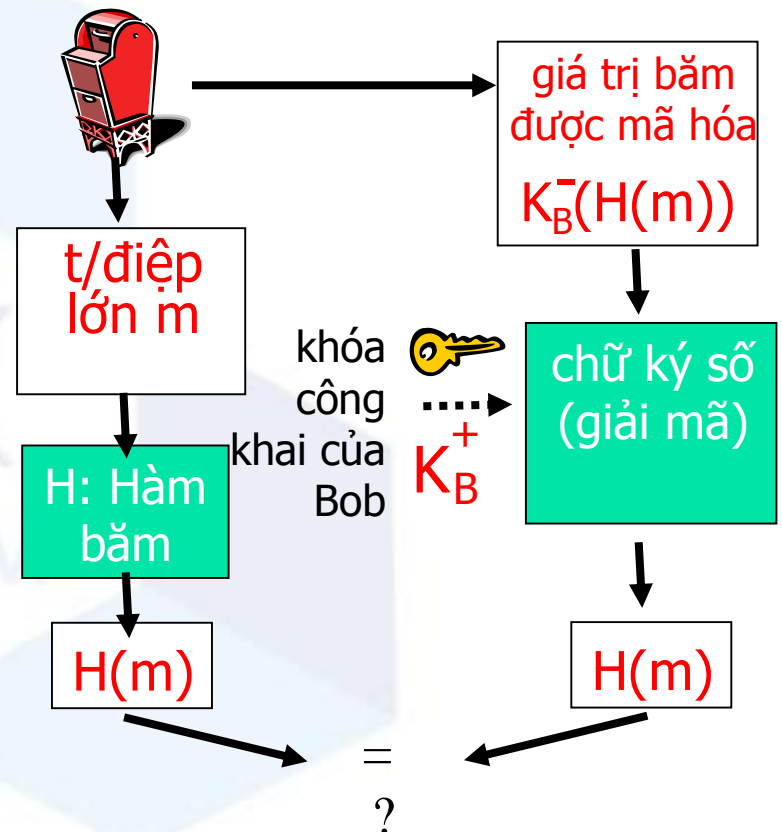 giá trị băm
được mã hóa
K_B^-(H(m))
t/điệp
lớn m
khóa
công
khai của
Bob
K_B^+
chữ ký số
(giải mã)
H: Hàm
băm
H(m)
H(m)
=
?